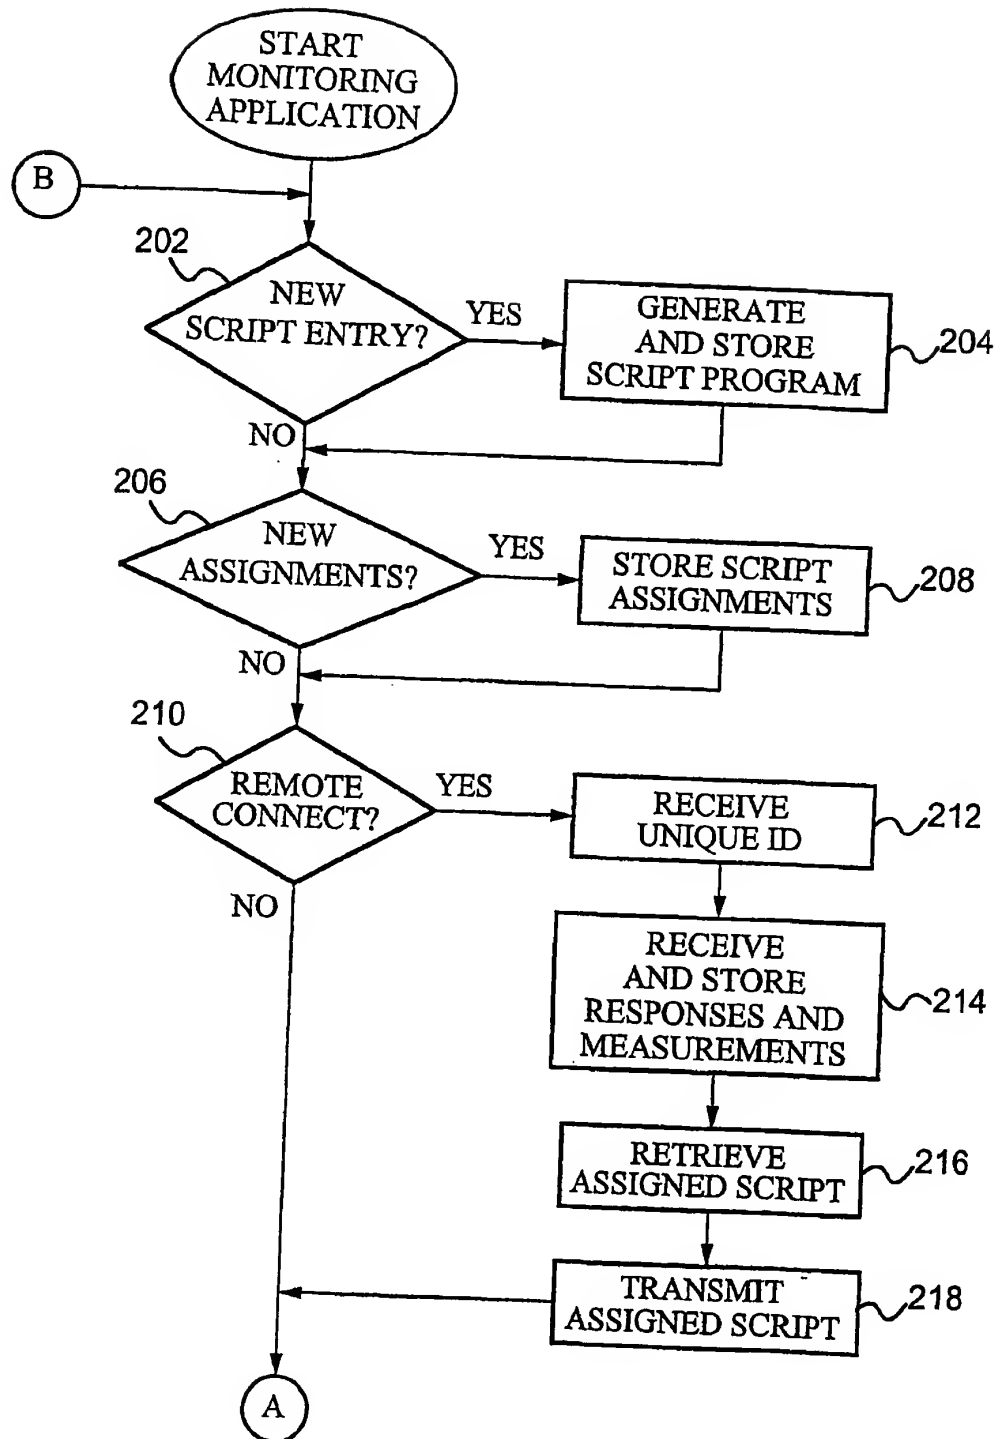 START
MONITORING
APPLICATION
B
202
NEW
SCRIPT ENTRY?
YES
GENERATE
AND STORE
SCRIPT PROGRAM
204
NO
206
NEW
ASSIGNMENTS?
YES
STORE SCRIPT
ASSIGNMENTS
208
NO
210
REMOTE
CONNECT?
YES
RECEIVE
UNIQUE ID
212
NO
RECEIVE
AND STORE
RESPONSES AND
MEASUREMENTS
214
RETRIEVE
ASSIGNED SCRIPT
216
TRANSMIT
ASSIGNED SCRIPT
218
A